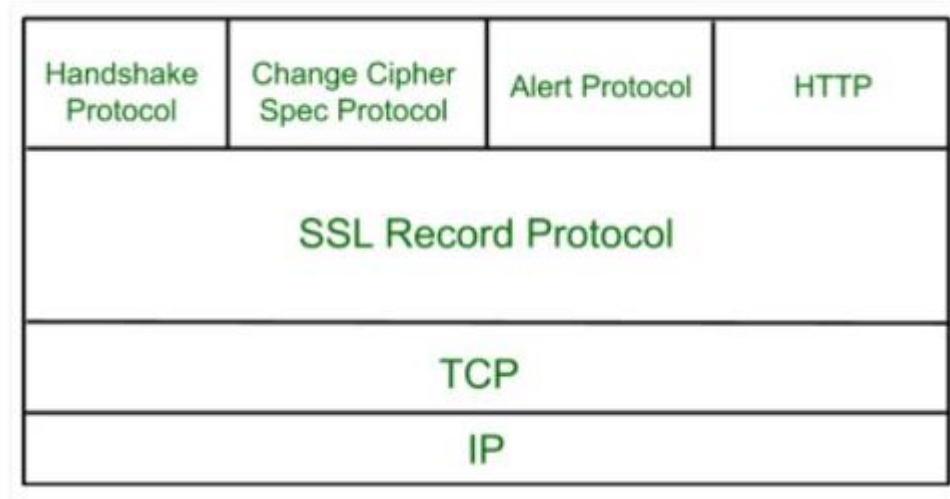 Handshake
Protocol
Change Cipher
Spec Protocol
Alert Protocol
HTTP
SSL Record Protocol
TCP
IP